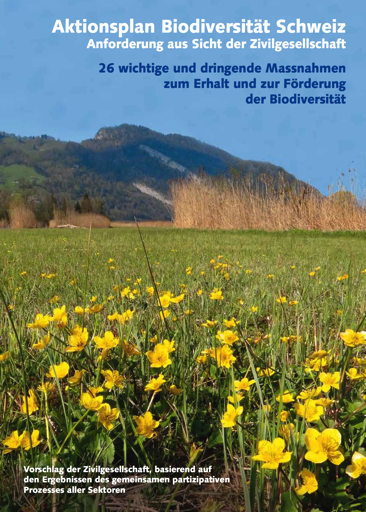 Aktionsplan Biodiversität Schweiz
Anforderung aus Sicht der Zivilgesellschaft
26 wichtige und dringende Massnahmen
zum Erhalt und zur Förderung
der Biodiversität
Vorschlag der Zivilgesellschaft, basierend auf
den Ergebnissen des gemeinsamen partizipativen
Prozesses aller Sektoren